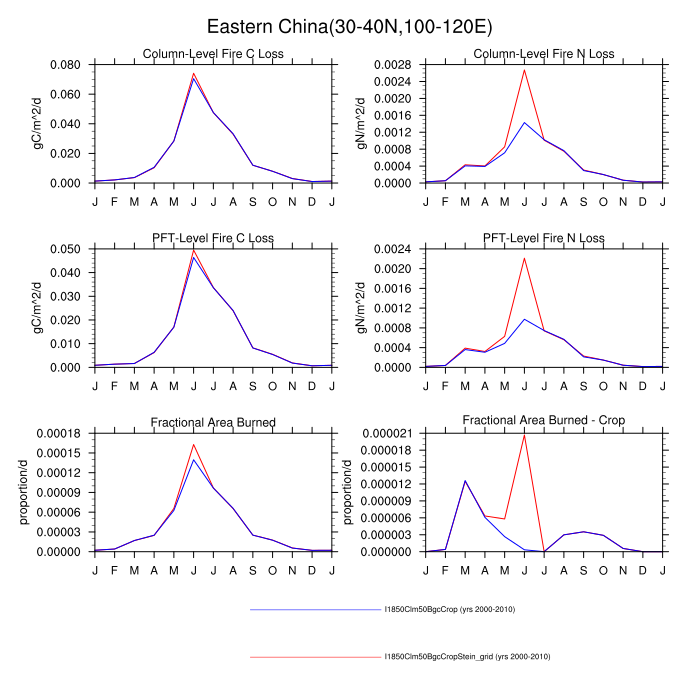 Eastern China(30-40N,100-120E)
Column-Level Fire C Loss
gC/m^2/d
0.080
0.060
0.040
0.020
0.000
J F M A M J J A S O N D J
Column-Level Fire N Loss
gN/m^2/d
0.0028
0.0024
0.0020
0.0016
0.0012
0.0008
0.0004
0.0000
J F M A M J J A S O N D J
PFT-Level Fire C Loss
gC/m^2/d
0.050
0.040
0.030
0.020
0.010
0.000
J F M A M J J A S O N D J
PFT-Level Fire N Loss
gN/m^2/d
0.0024
0.0020
0.0016
0.0012
0.0008
0.0004
0.0000
J F M A M J J A S O N D J
Fractional Area Burned
proportion/d
0.00018
0.00015
0.00012
0.00009
0.00006
0.00003
0.00000
J F M A M J J A S O N D J
Fractional Area Burned - Crop
proportion/d
0.000021
0.000018
0.000015
0.000012
0.000009
0.000006
0.000003
0.000000
J F M A M J J A S O N D J
I1850Clm50BgcCrop (yrs 2000-2010)
I1850Clm50BgcCropStein_grid (yrs 2000-2010)